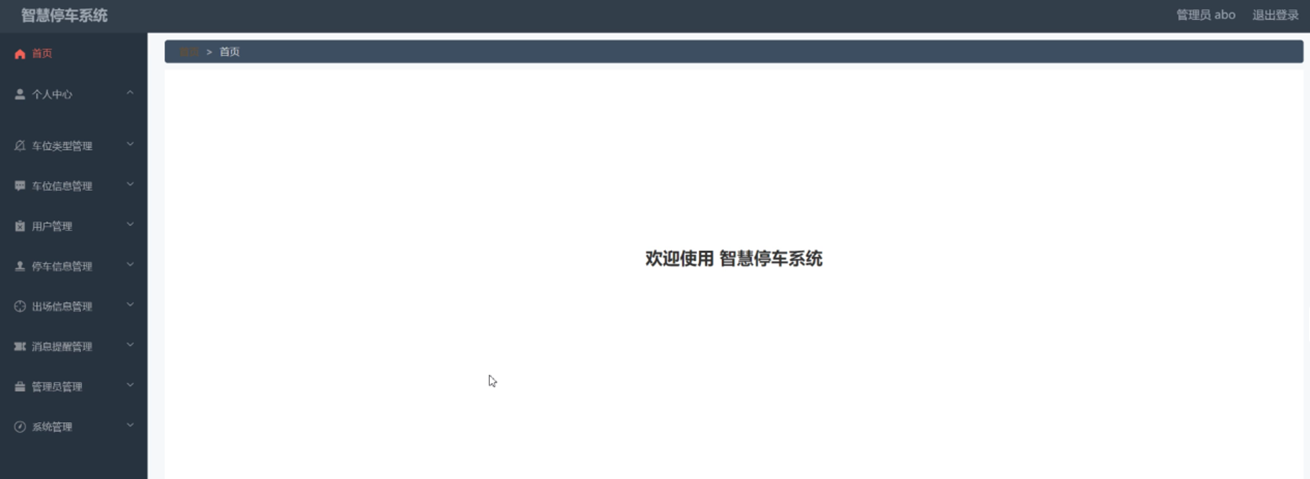 智慧停车系统
管理员 abo 退出登录
首页
> 首页
个人中心
车位类型管理
车位信息管理
用户管理
停车信息管理
出场信息管理
消息提醒管理
管理员管理
系统管理
欢迎使用 智慧停车系统